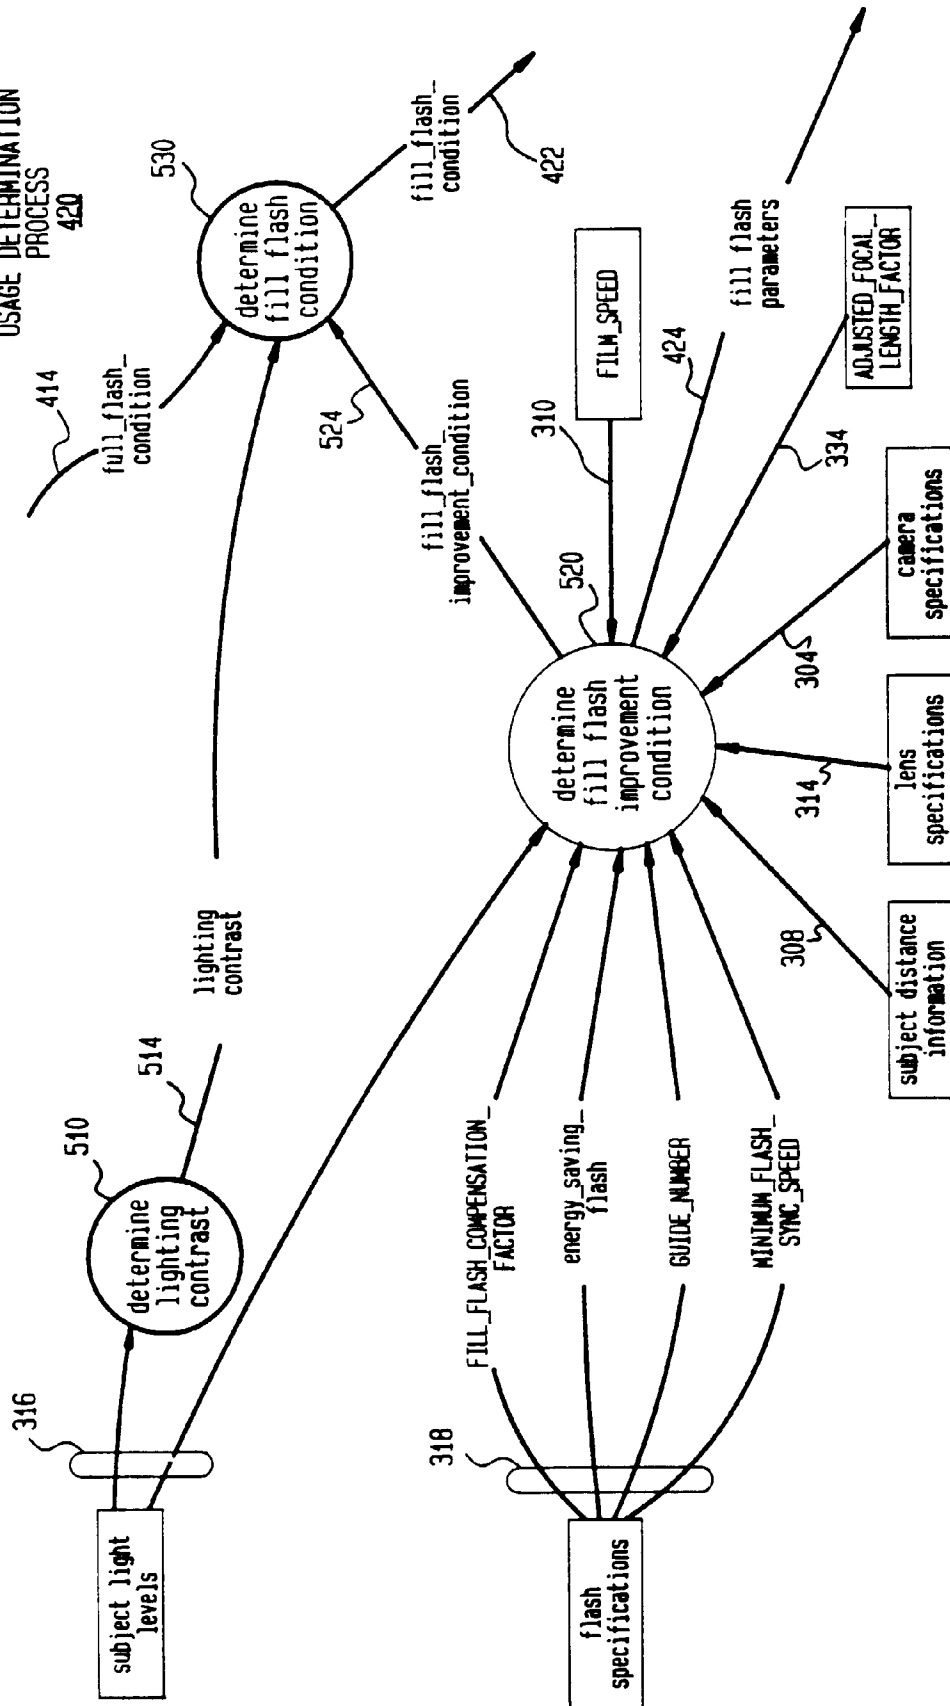 USAGE DETERMINATION
PROCESS
420
414
full_flash_
condition
530
determine
fill flash
condition
fill_flash_
condition
422
524
fill_flash_
improvement_condition
lighting
contrast
514
510
determine
lighting
contrast
316
subject light
levels
FILM_SPEED
310
520
determine
fill flash
improvement
condition
424
fill flash
parameters
ADJUSTED_FOCAL_
LENGTH_FACTOR
334
camera
specifications
304
lens
specifications
314
subject distance
information
308
FILL_FLASH_COMPENSATION_
FACTOR
energy_saving_
flash
GUIDE_NUMBER
MINIMUM_FLASH_
SYNC_SPEED
318
flash
specifications